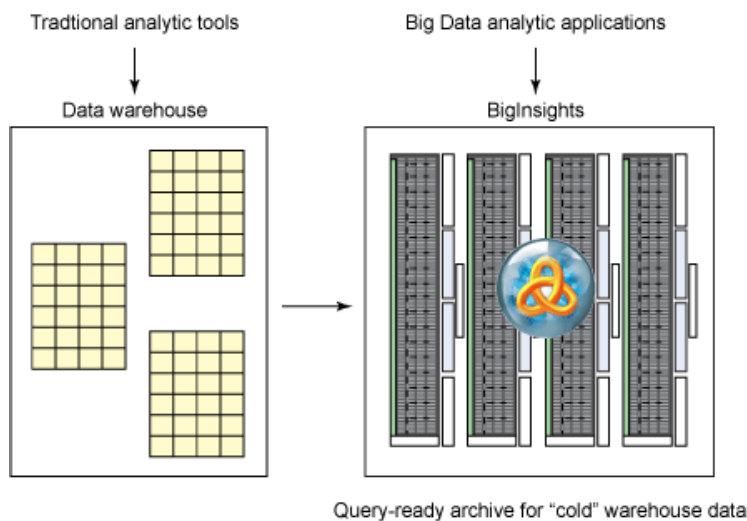 Tradtional analytic tools
Big Data analytic applications
Data warehouse
BigInsights
Query-ready archive for “cold” warehouse data